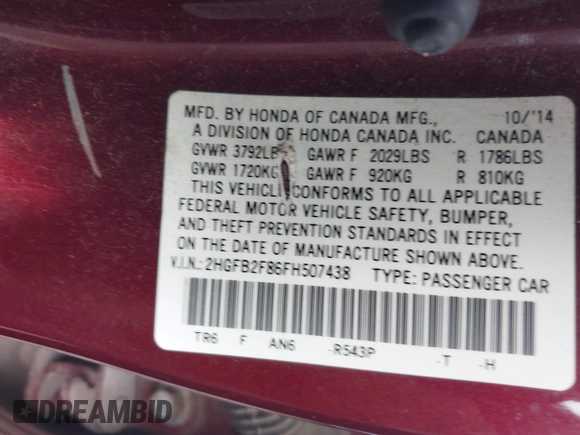 MFD. BY HONDA OF CANADA MFG., 10/'14
A DIVISION OF HONDA CANADA INC. CANADA
GVWR 3792LB GAWR F 2029LBS R 1786LBS
GVWR 1720KG GAWR F 920KG R 810KG
THIS VEHICLE CONFORMS TO ALL APPLICABLE
FEDERAL MOTOR VEHICLE SAFETY, BUMPER,
AND THEFT PREVENTION STANDARDS IN EFFECT
ON THE DATE OF MANUFACTURE SHOWN ABOVE.
V.I.N.: 2HGFB2F86FH507438 TYPE: PASSENGER CAR
TR6 F AN6 -R543P -T -H
DREAMBID